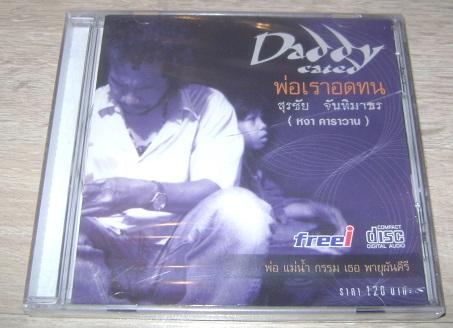 Daddy
cated
พ่อเราอดทน
สุรชัย จันทิมาธร
( หงา คาราวาน )
freei
COMPACT
disc
DIGITAL AUDIO
พ่อ แม่น้ำ กรรม เธอ พายุผันคีรี
ราคา 120 บาท